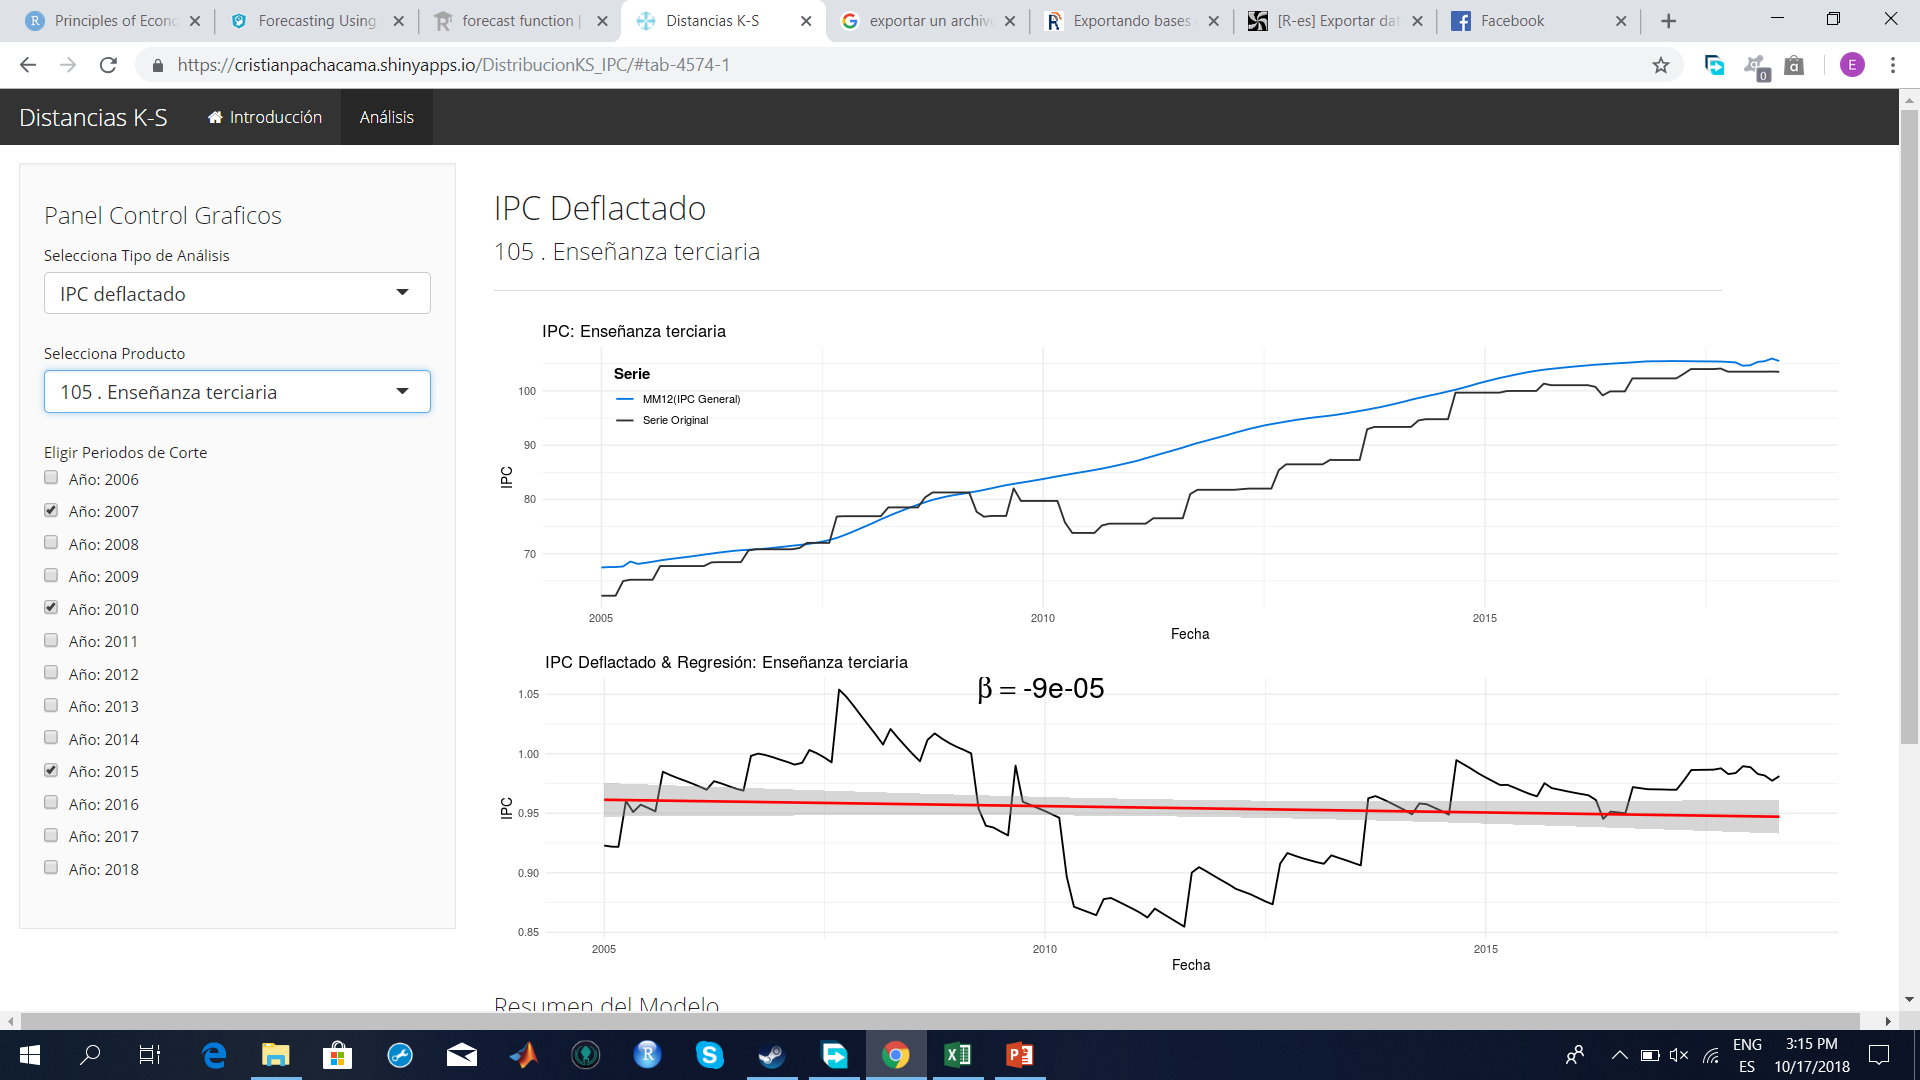 Principles of Econo
Forecasting Using
forecast function |
Distancias K-S
exportar un archivo
Exportando bases
[R-es] Exportar dat
Facebook
https://cristianpachacama.shinyapps.io/DistribucionKS_IPC/#tab-4574-1
0
E
Distancias K-S
Introducción
Análisis
Panel Control Graficos
Selecciona Tipo de Análisis
IPC deflactado
Selecciona Producto
105 . Enseñanza terciaria
Eligir Periodos de Corte
Año: 2006
Año: 2007
Año: 2008
Año: 2009
Año: 2010
Año: 2011
Año: 2012
Año: 2013
Año: 2014
Año: 2015
Año: 2016
Año: 2017
Año: 2018
IPC Deflactado
105 . Enseñanza terciaria
IPC: Enseñanza terciaria
Serie
MM12(IPC General)
Serie Original
100
90
80
70
IPC
2005
2010
2015
Fecha
IPC Deflactado & Regresión: Enseñanza terciaria
β = -9e-05
1.05
1.00
0.95
0.90
0.85
IPC
2005
2010
2015
Fecha
Resumen del Modelo
ENG
ES
3:15 PM
10/17/2018